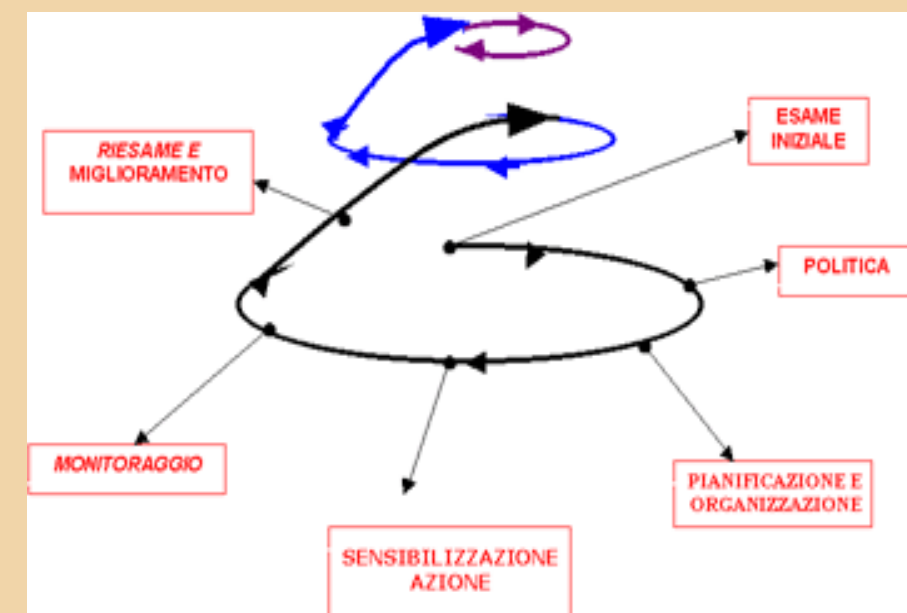 ESAME
INIZIALE
RIESAME E
MIGLIORAMENTO
POLITICA
MONITORAGGIO
PIANIFICAZIONE E
ORGANIZZAZIONE
SENSIBILIZZAZIONE
AZIONE